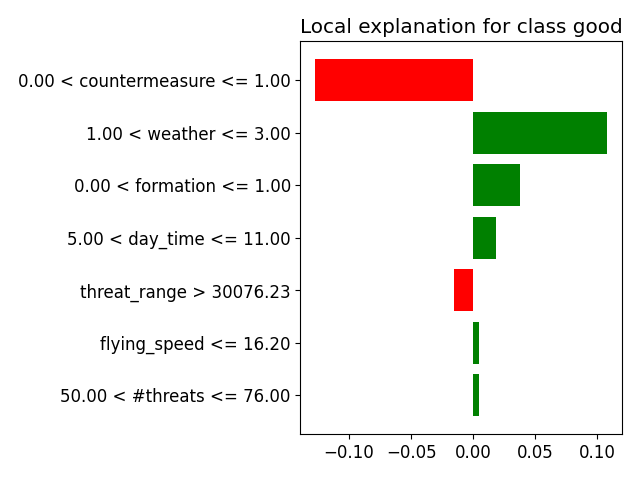 Local explanation for class good
0.00 < countermeasure <= 1.00
1.00 < weather <= 3.00
0.00 < formation <= 1.00
5.00 < day_time <= 11.00
threat_range > 30076.23
flying_speed <= 16.20
50.00 < #threats <= 76.00
−0.10 −0.05 0.00 0.05 0.10